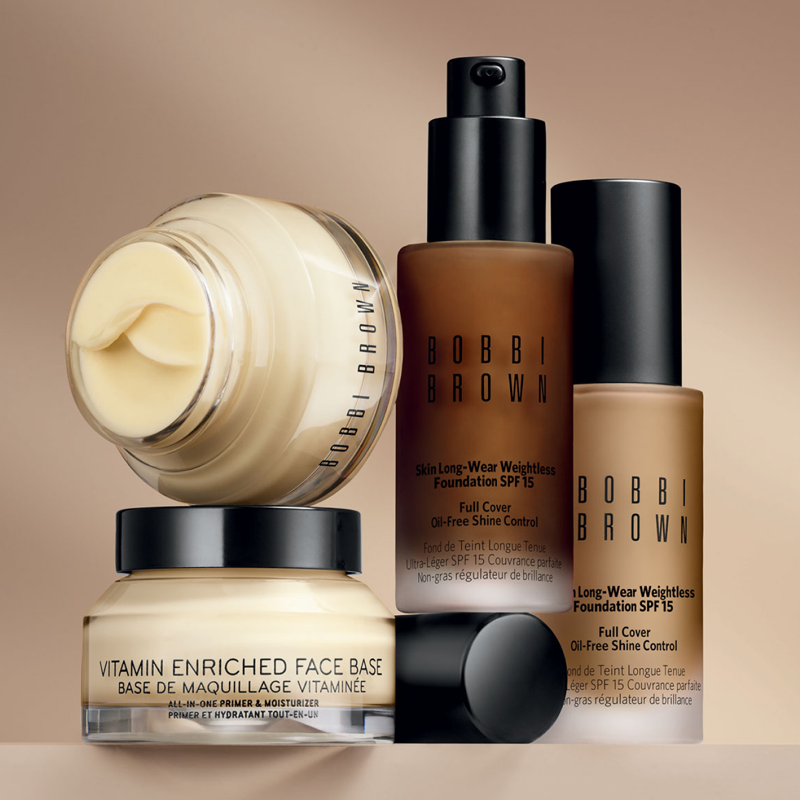 BOBBI BROWN
VITAMIN ENRICHED FACE BASE
BASE DE MAQUILLAGE VITAMINÉE
ALL-IN-ONE PRIMER & MOISTURIZER
PRIMER ET HYDRATANT TOUT-EN-UN
BOBBI
BROWN
Skin Long-Wear Weightless
Foundation SPF 15
Full Cover
Oil-Free Shine Control
Fond de Teint Longue Tenue
Ultra-Léger SPF 15 Couvrance parfaite
Non-gras régulateur de brillance
BOBBI
BROWN
Long-Wear Weightless
Foundation SPF 15
Full Cover
Oil-Free Shine Control
de Teint Longue Tenue
Léger SPF 15 Couvrance parfaite
régulateur de brillance